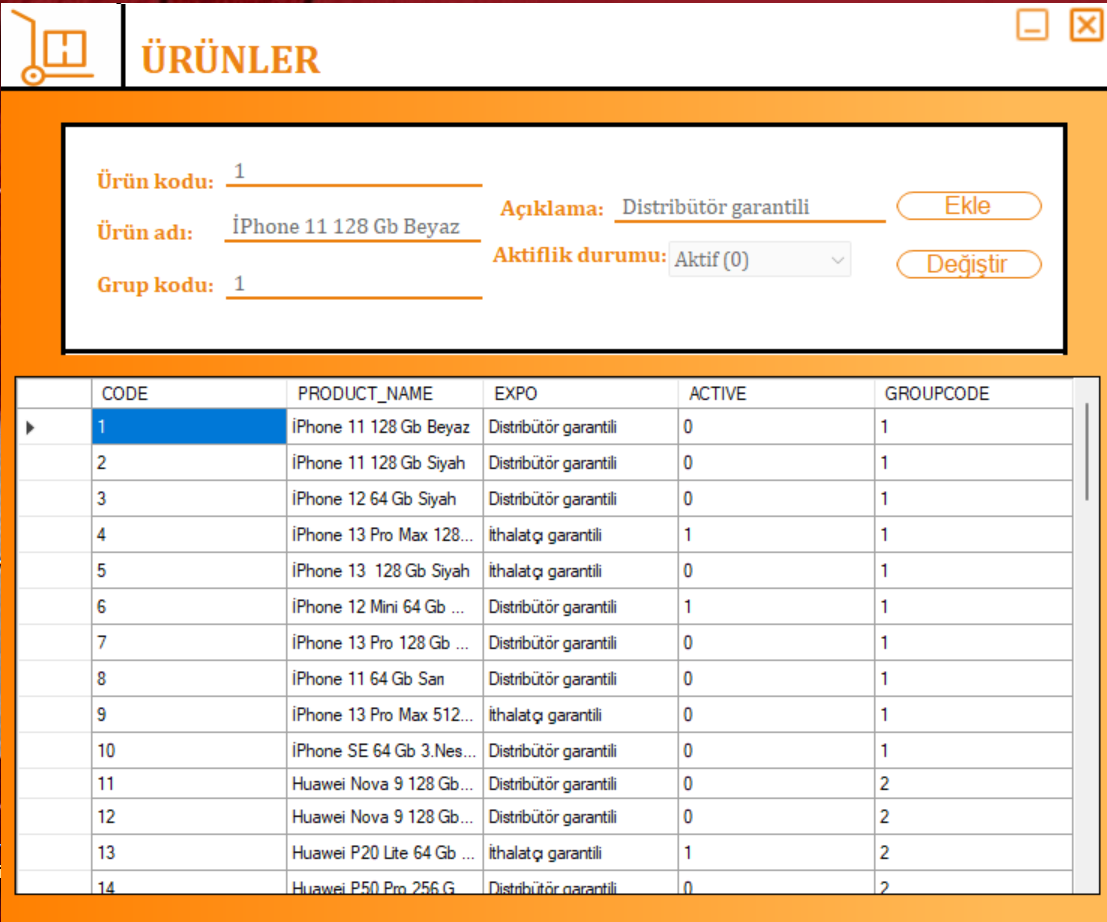 ÜRÜNLER
Ürün kodu: 1
Ürün adı: İPhone 11 128 Gb Beyaz
Grup kodu: 1
Açıklama: Distribütör garantili
Aktiflik durumu: Aktif (0)
Ekle
Değiştir
CODE PRODUCT_NAME EXPO ACTIVE GROUPCODE
1 İPhone 11 128 Gb Beyaz Distribütör garantili 0 1
2 İPhone 11 128 Gb Siyah Distribütör garantili 0 1
3 İPhone 12 64 Gb Siyah Distribütör garantili 0 1
4 İPhone 13 Pro Max 128... İthalatçı garantili 1 1
5 İPhone 13 128 Gb Siyah İthalatçı garantili 0 1
6 İPhone 12 Mini 64 Gb ... Distribütör garantili 1 1
7 İPhone 13 Pro 128 Gb ... Distribütör garantili 0 1
8 İPhone 11 64 Gb Sarı Distribütör garantili 0 1
9 İPhone 13 Pro Max 512... İthalatçı garantili 0 1
10 İPhone SE 64 Gb 3.Nes... Distribütör garantili 0 1
11 Huawei Nova 9 128 Gb... Distribütör garantili 0 2
12 Huawei Nova 9 128 Gb... Distribütör garantili 0 2
13 Huawei P20 Lite 64 Gb ... İthalatçı garantili 1 2
14 Huawei P50 Pro 256 G... Distribütör garantili 0 2